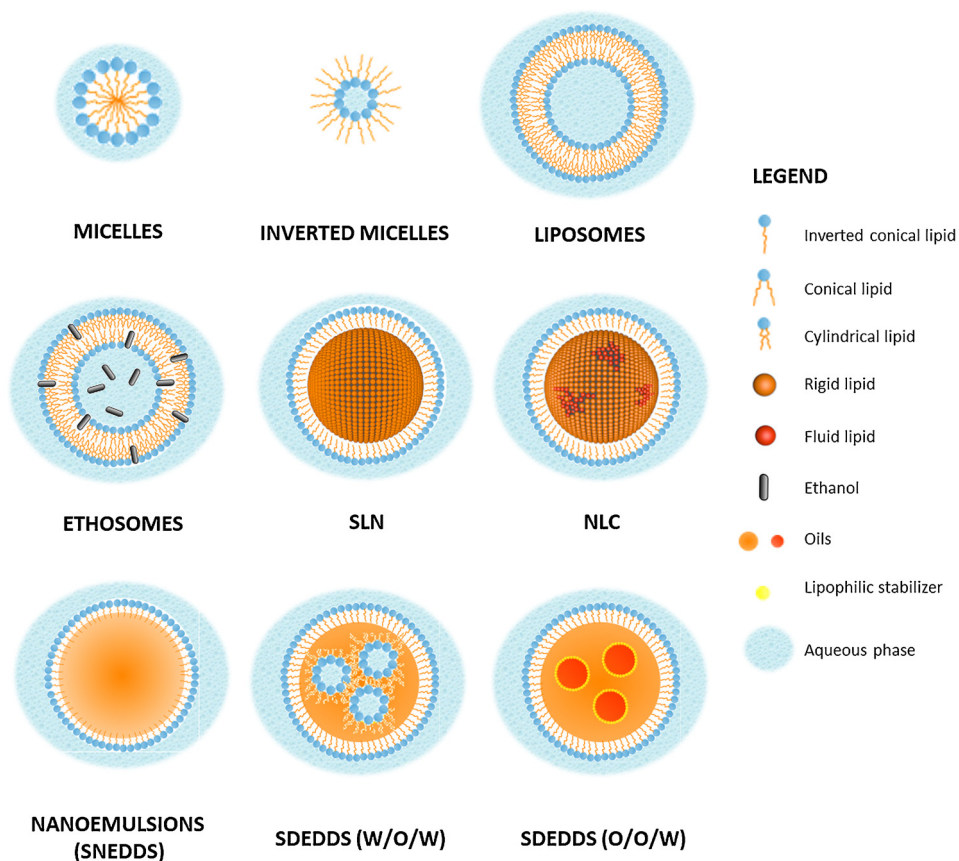 MICELLES
INVERTED MICELLES
LIPOSOMES
ETHOSOMES
SLN
NLC
NANOEMULSIONS
(SNEDDS)
SDEDDS (W/O/W)
SDEDDS (O/O/W)
LEGEND
Inverted conical lipid
Conical lipid
Cylindrical lipid
Rigid lipid
Fluid lipid
Ethanol
Oils
Lipophilic stabilizer
Aqueous phase